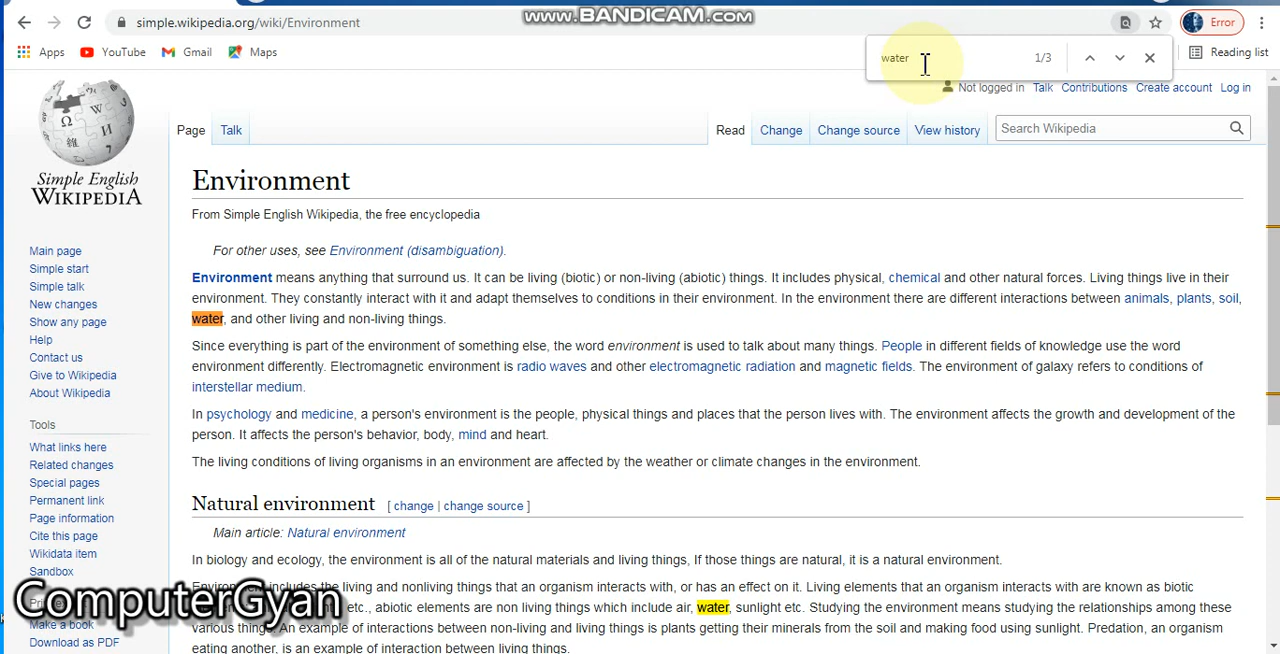 simple.wikipedia.org/wiki/Environment
www.BANDICAM.com
Error
Apps
YouTube
Gmail
Maps
water
1/3
Reading list
Not logged in
Talk
Contributions
Create account
Log in
Page
Talk
Read
Change
Change source
View history
Search Wikipedia
Simple English
WIKIPEDIA
Environment
From Simple English Wikipedia, the free encyclopedia
For other uses, see Environment (disambiguation).
Environment means anything that surround us. It can be living (biotic) or non-living (abiotic) things. It includes physical, chemical and other natural forces. Living things live in their
environment. They constantly interact with it and adapt themselves to conditions in their environment. In the environment there are different interactions between animals, plants, soil,
water, and other living and non-living things.
Since everything is part of the environment of something else, the word environment is used to talk about many things. People in different fields of knowledge use the word
environment differently. Electromagnetic environment is radio waves and other electromagnetic radiation and magnetic fields. The environment of galaxy refers to conditions of
interstellar medium.
In psychology and medicine, a person's environment is the people, physical things and places that the person lives with. The environment affects the growth and development of the
person. It affects the person's behavior, body, mind and heart.
The living conditions of living organisms in an environment are affected by the weather or climate changes in the environment.
Natural environment [ change | change source ]
Main article: Natural environment
In biology and ecology, the environment is all of the natural materials and living things, If those things are natural, it is a natural environment.
Environment includes the living and nonliving things that an organism interacts with, or has an effect on it. Living elements that an organism interacts with are known as biotic
etc., abiotic elements are non living things which include air, water, sunlight etc. Studying the environment means studying the relationships among these
various things. An example of interactions between non-living and living things is plants getting their minerals from the soil and making food using sunlight. Predation, an organism
eating another, is an example of interaction between living things.
Main page
Simple start
Simple talk
New changes
Show any page
Help
Contact us
Give to Wikipedia
About Wikipedia
Tools
What links here
Related changes
Special pages
Permanent link
Page information
Cite this page
Wikidata item
Sandbox
ComputerGyan
Make a book
Download as PDF